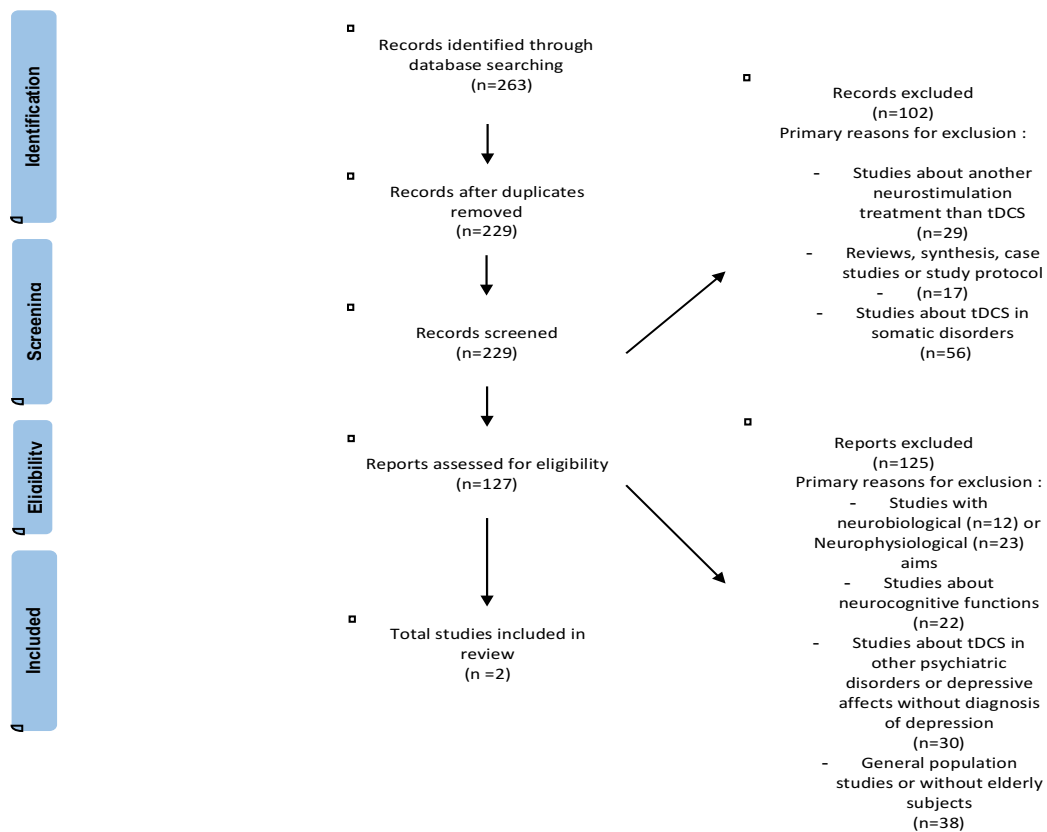 Identification
Records identified through
database searching
(n=263)
Records after duplicates
removed
(n=229)
Screening
Records screened
(n=229)
Records excluded
(n=102)
Primary reasons for exclusion :
- Studies about another
neurostimulation
treatment than tDCS
(n=29)
- Reviews, synthesis, case
studies or study protocol
- (n=17)
- Studies about tDCS in
somatic disorders
(n=56)
Eligibility
Reports assessed for eligibility
(n=127)
Reports excluded
(n=125)
Primary reasons for exclusion :
- Studies with
neurobiological (n=12) or
Neurophysiological (n=23)
aims
- Studies about
neurocognitive functions
(n=22)
- Studies about tDCS in
other psychiatric
disorders or depressive
affects without diagnosis
of depression
(n=30)
- General population
studies or without elderly
subjects
(n=38)
Included
Total studies included in
review
(n =2)